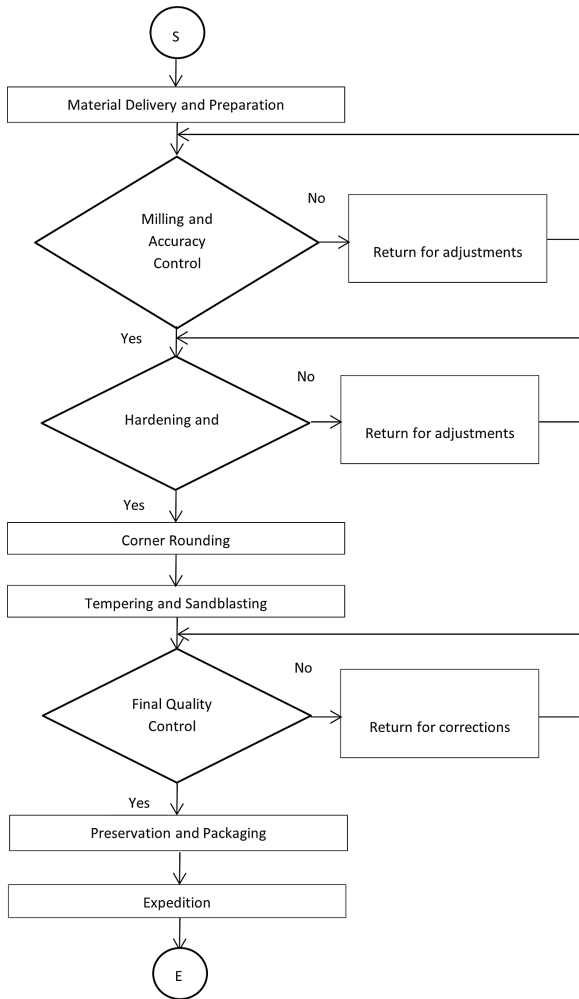 S
Material Delivery and Preparation
No
Milling and
Accuracy
Control
Return for adjustments
Yes
No
Hardening and
Return for adjustments
Yes
Corner Rounding
Tempering and Sandblasting
No
Final Quality
Control
Return for corrections
Yes
Preservation and Packaging
Expedition
E